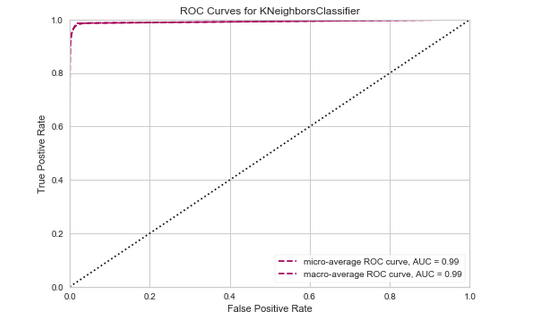 ROC Curves for KNeighborsClassifier
1.0
0.8
0.6
0.4
0.2
0.0
True Postive Rate
micro-average ROC curve, AUC = 0.99
macro-average ROC curve, AUC = 0.99
0.0 0.2 0.4 0.6 0.8 1.0
False Positive Rate